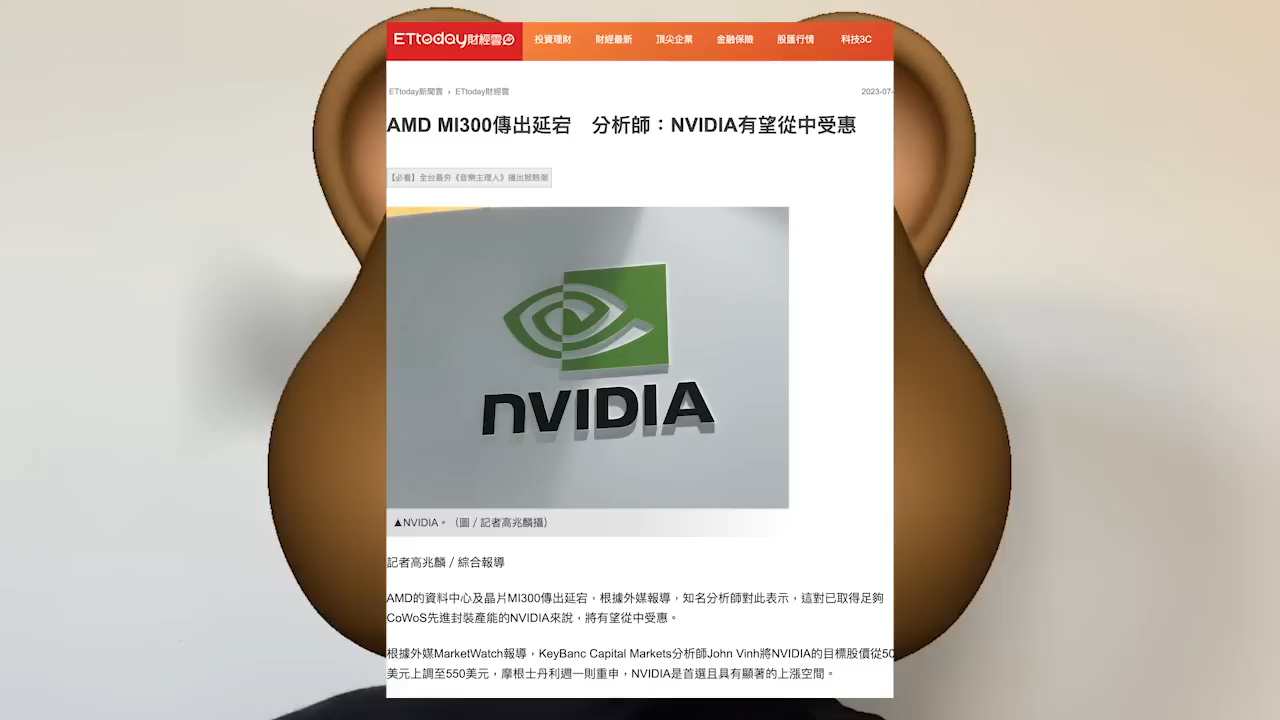 ETtoday財經雲
投資理財 財經最新 頂尖企業 金融保險 股匯行情 科技3C
ETtoday新聞雲 › ETtoday財經雲 2023-07-
AMD MI300傳出延宕 分析師：NVIDIA有望從中受惠
【必看】全台最夯《音樂主理人》播出掀熱潮
NVIDIA
▲NVIDIA。（圖／記者高兆麟攝）
記者高兆麟／綜合報導
AMD的資料中心及晶片MI300傳出延宕，根據外媒報導，知名分析師對此表示，這對已取得足夠
CoWoS先進封裝產能的NVIDIA來說，將有望從中受惠。
根據外媒MarketWatch報導，KeyBanc Capital Markets分析師John Vinh將NVIDIA的目標股價從50
美元上調至550美元，摩根士丹利週一則重申，NVIDIA是首選且具有顯著的上漲空間。